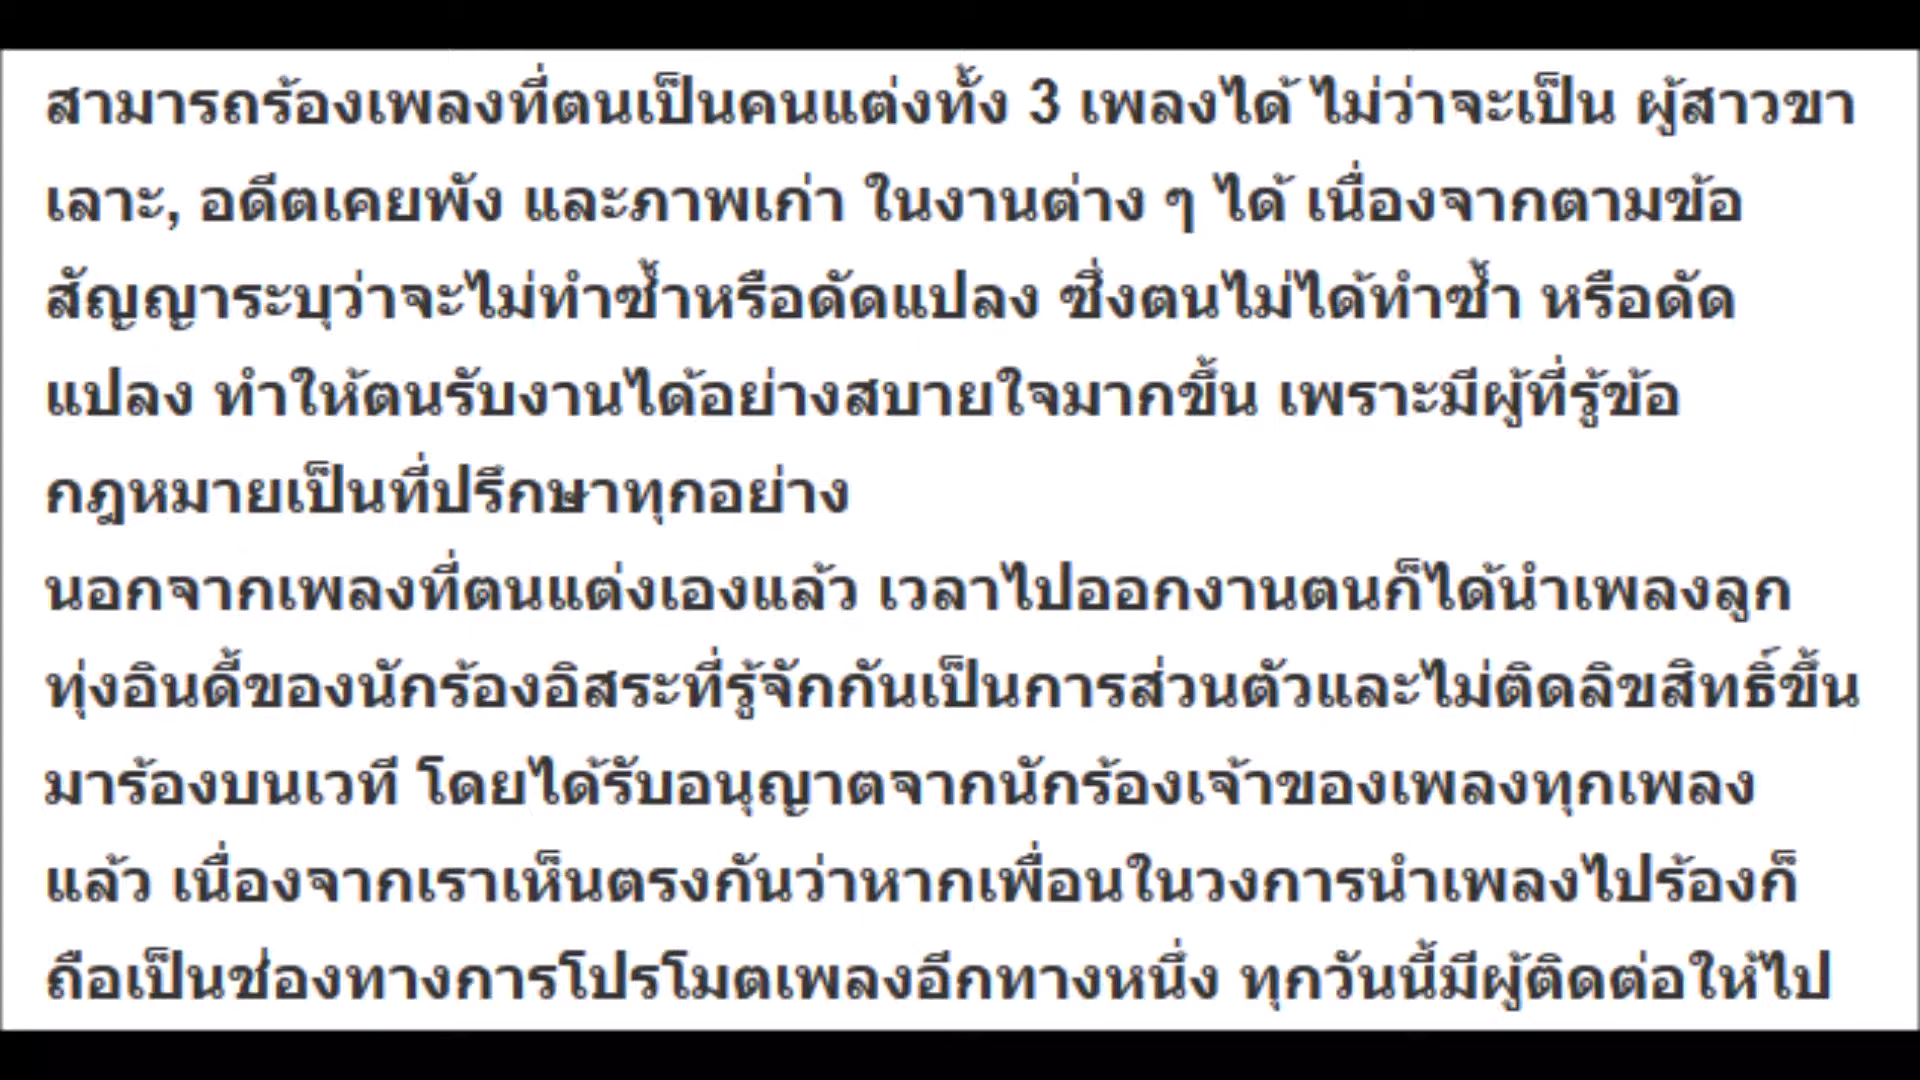 สามารถร้องเพลงที่ตนเป็นคนแต่งทั้ง 3 เพลงได้ ไม่ว่าจะเป็น ผู้สาวขา
เลาะ, อดีตเคยพัง และภาพเก่า ในงานต่าง ๆ ได้ เนื่องจากตามข้อ
สัญญาระบุว่าจะไม่ทำซ้ำหรือดัดแปลง ซึ่งตนไม่ได้ทำซ้ำ หรือดัด
แปลง ทำให้ตนรับงานได้อย่างสบายใจมากขึ้น เพราะมีผู้ที่รู้ข้อ
กฎหมายเป็นที่ปรึกษาทุกอย่าง
นอกจากเพลงที่ตนแต่งเองแล้ว เวลาไปออกงานตนก็ได้นำเพลงลูก
ทุ่งอินดี้ของนักร้องอิสระที่รู้จักกันเป็นการส่วนตัวและไม่ติดลิขสิทธิ์ขึ้น
มาร้องบนเวที โดยได้รับอนุญาตจากนักร้องเจ้าของเพลงทุกเพลง
แล้ว เนื่องจากเราเห็นตรงกันว่าหากเพื่อนในวงการนำเพลงไปร้องก็
ถือเป็นช่องทางการโปรโมตเพลงอีกทางหนึ่ง ทุกวันนี้มีผู้ติดต่อให้ไป